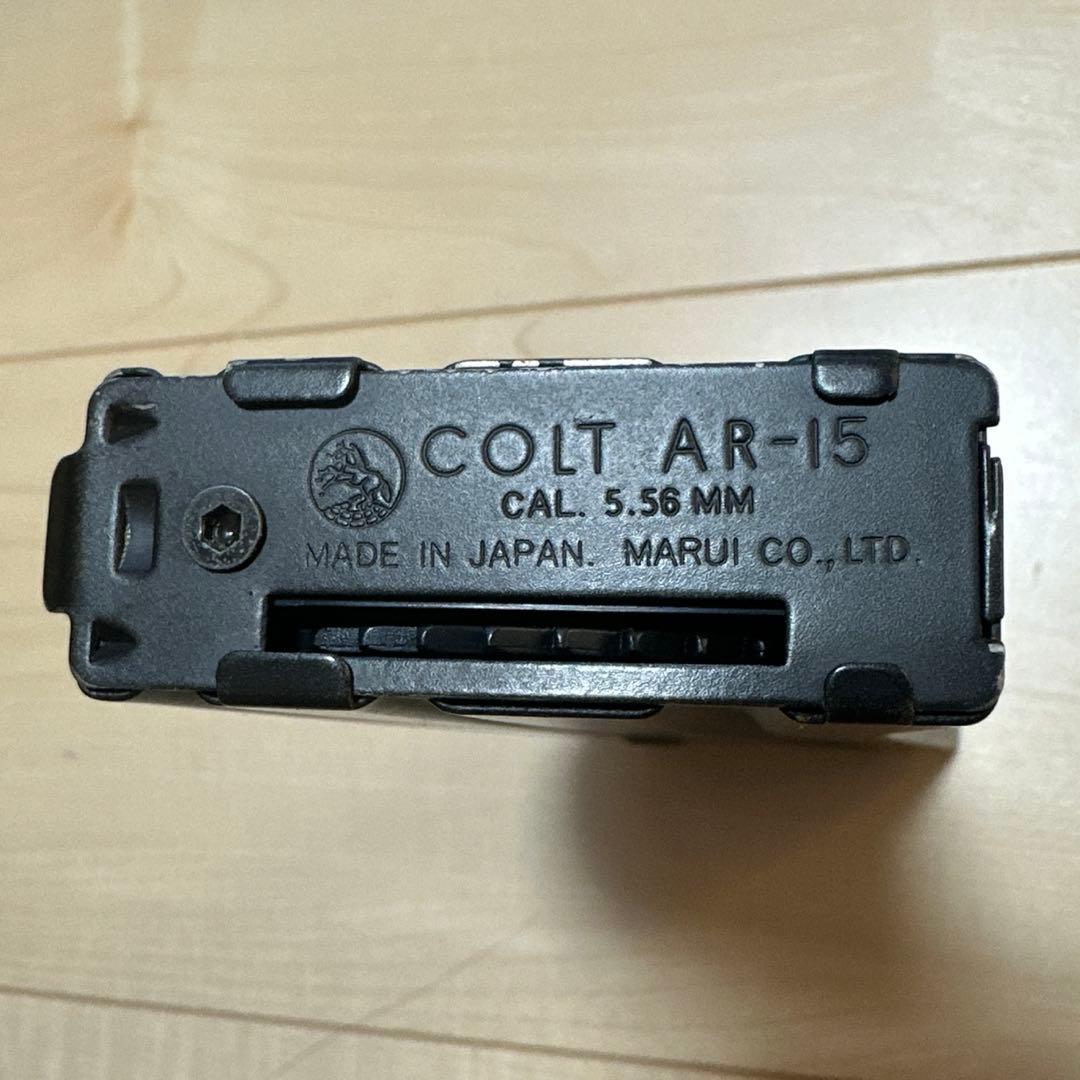 COLT AR-15
CAL. 5.56 MM
MADE IN JAPAN. MARUI CO., LTD.